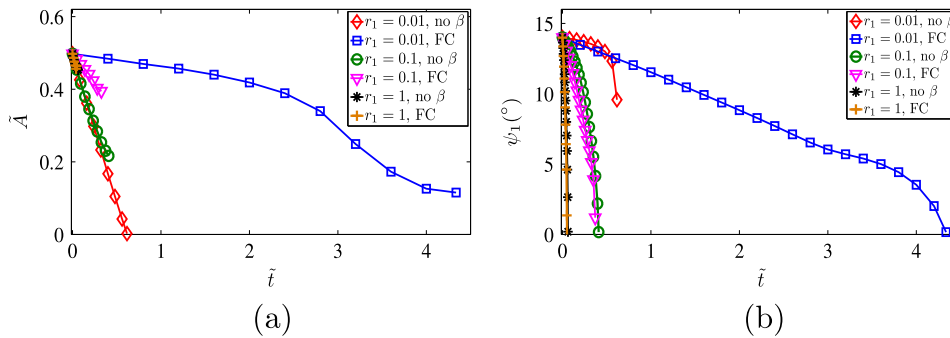 0.6
0.4
0.2
0
0 1 2 3 4
Ã
t̃
r₁ = 0.01, no β
r₁ = 0.01, FC
r₁ = 0.1, no β
r₁ = 0.1, FC
r₁ = 1, no β
r₁ = 1, FC
(a)
15
10
5
0
0 1 2 3 4
ψ₁(°)
t̃
r₁ = 0.01, no β
r₁ = 0.01, FC
r₁ = 0.1, no β
r₁ = 0.1, FC
r₁ = 1, no β
r₁ = 1, FC
(b)